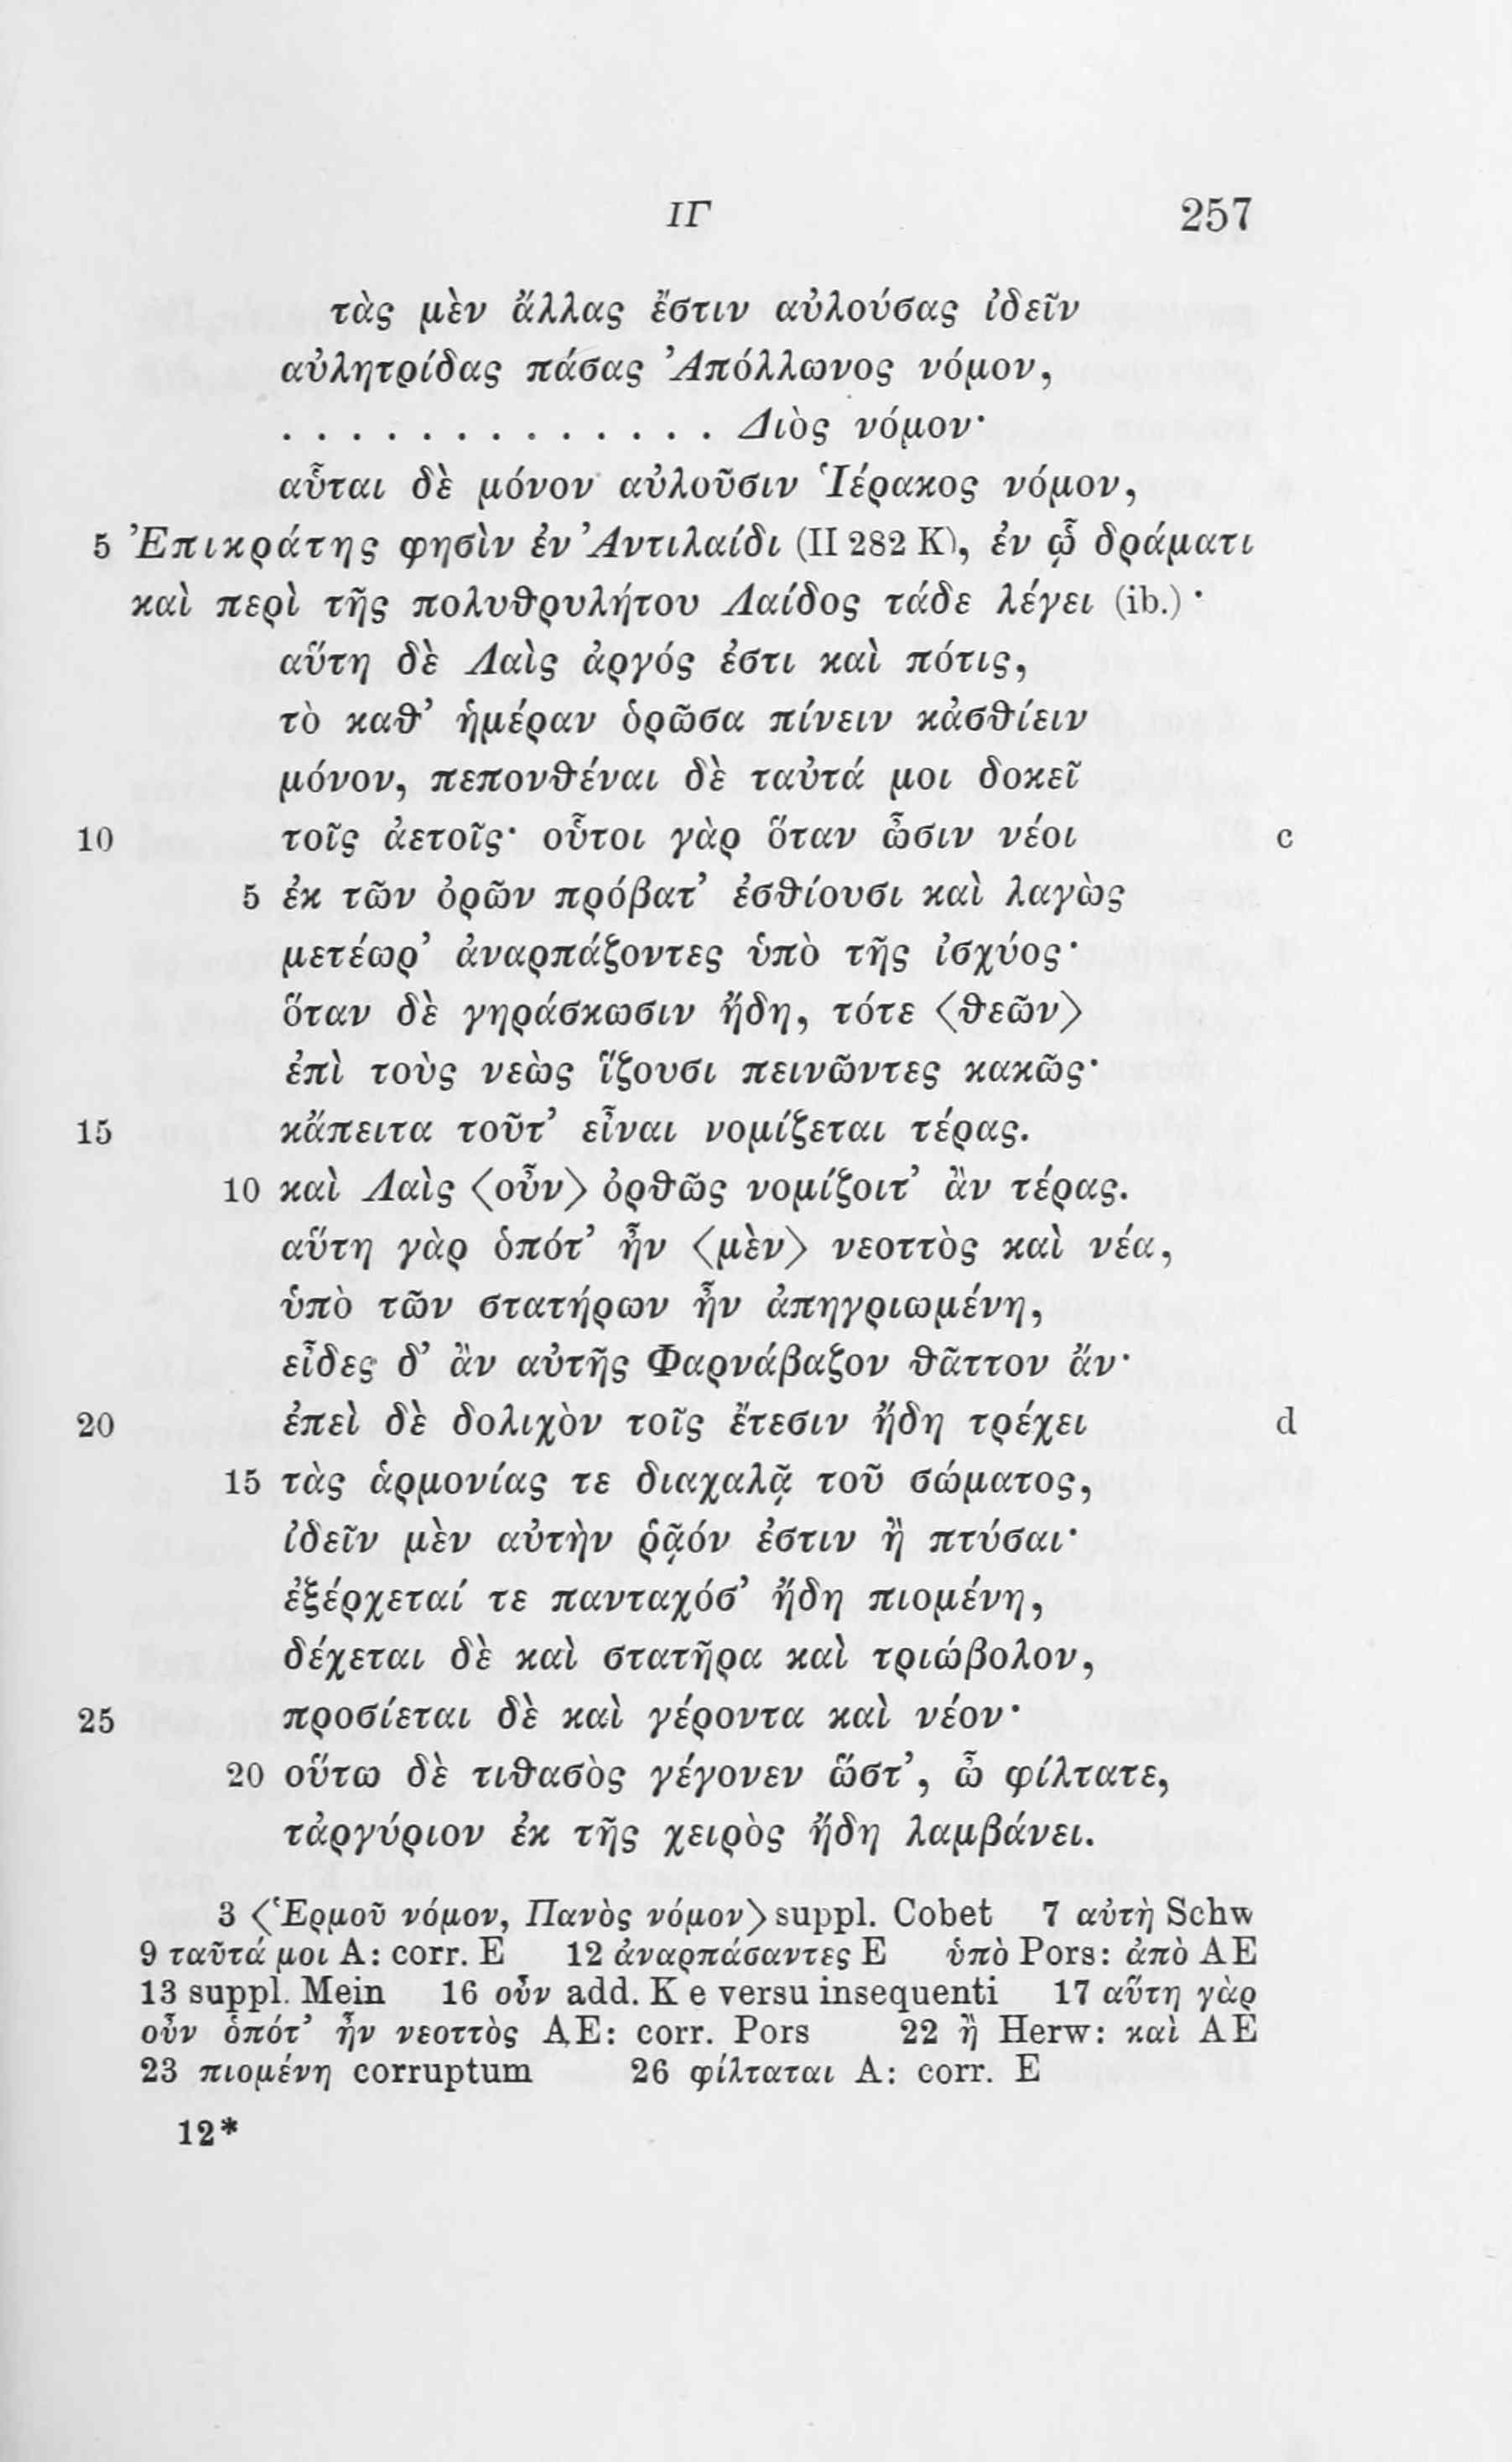 ΙΓ 257
τὰς μὲν ἄλλας ἔστιν αὐλούσας ἰδεῖν
αὐλητρίδας πάσας Ἀπόλλωνος νόμον,
. . . . . . . . . . . . . Διὸς νόμον·
αὗται δὲ μόνον αὐλοῦσιν Ἱέρακος νόμον,
5 Ἐπικράτης φησὶν ἐν Ἀντιλαίδι (II 282 K), ἐν ᾧ δράματι
καὶ περὶ τῆς πολυθρυλήτου Λαίδος τάδε λέγει (ib.)·
αὕτη δὲ Λαὶς ἀργός ἐστι καὶ πότις,
τὸ καθ’ ἡμέραν ὁρῶσα πίνειν κἀσθίειν
μόνον, πεπονθέναι δὲ ταὐτά μοι δοκεῖ
10 τοῖς ἀετοῖς· οὗτοι γὰρ ὅταν ὦσιν νέοι c
5 ἐκ τῶν ὀρῶν πρόβατ’ ἐσθίουσι καὶ λαγὼς
μετέωρ’ ἀναρπάζοντες ὑπὸ τῆς ἰσχύος·
ὅταν δὲ γηράσκωσιν ἤδη, τότε 〈θεῶν〉
ἐπὶ τοὺς νεὼς ἵζουσι πεινῶντες κακῶς·
15 κἄπειτα τοῦτ’ εἶναι νομίζεται τέρας.
10 καὶ Λαὶς 〈οὖν〉 ὀρθῶς νομίζοιτ’ ἂν τέρας.
αὕτη γὰρ ὁπότ’ ἦν 〈μὲν〉 νεοττὸς καὶ νέα,
ὑπὸ τῶν στατήρων ἦν ἀπηγριωμένη,
εἶδες δ’ ἂν αὐτῆς Φαρνάβαζον θᾶττον ἄν·
20 ἐπεὶ δὲ δολιχὸν τοῖς ἔτεσιν ἤδη τρέχει d
15 τὰς ἁρμονίας τε διαχαλᾷ τοῦ σώματος,
ἰδεῖν μὲν αὐτὴν ῥᾷόν ἐστιν ἢ πτύσαι·
ἐξέρχεταί τε πανταχόσ’ ἤδη πιομένη,
δέχεται δὲ καὶ στατῆρα καὶ τριώβολον,
25 προσίεται δὲ καὶ γέροντα καὶ νέον·
20 οὕτω δὲ τιθασὸς γέγονεν ὥστ’, ὦ φίλτατε,
τἀργύριον ἐκ τῆς χειρὸς ἤδη λαμβάνει.
3 〈Ἑρμοῦ νόμον, Πανὸς νόμον〉 suppl. Cobet 7 αὐτὴ Schw
9 ταῦτά μοι A: corr. E 12 ἀναρπάσαντες E ὑπὸ Pors: ἀπὸ AE
13 suppl. Mein 16 οὖν add. K e versu insequenti 17 αὕτη γὰρ
οὖν ὁπότ’ ἦν νεοττὸς AE: corr. Pors 22 ἢ Herw: καὶ AE
23 πιομένη corruptum 26 φίλταται A: corr. E
12*